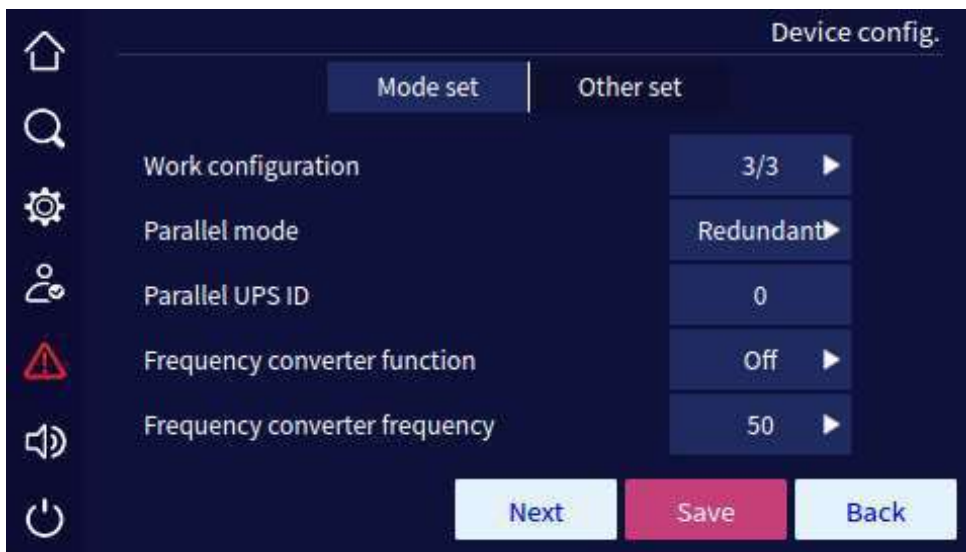 Device config.
Mode set Other set
Work configuration 3/3
Parallel mode Redundant
Parallel UPS ID 0
Frequency converter function Off
Frequency converter frequency 50
Next Save Back